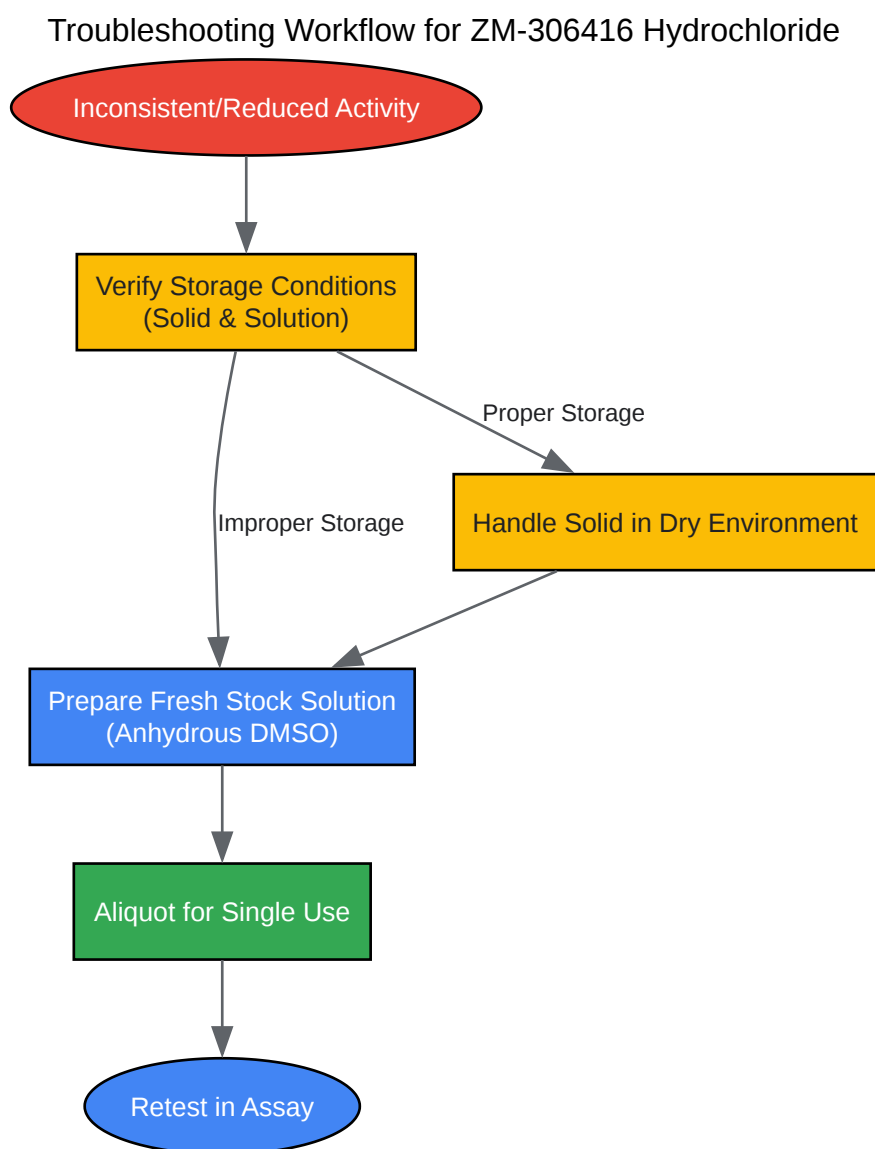 Troubleshooting Workflow for ZM-306416 Hydrochloride
Inconsistent/Reduced Activity
Verify Storage Conditions
(Solid & Solution)
Proper Storage
Improper Storage
Handle Solid in Dry Environment
Prepare Fresh Stock Solution
(Anhydrous DMSO)
Aliquot for Single Use
Retest in Assay